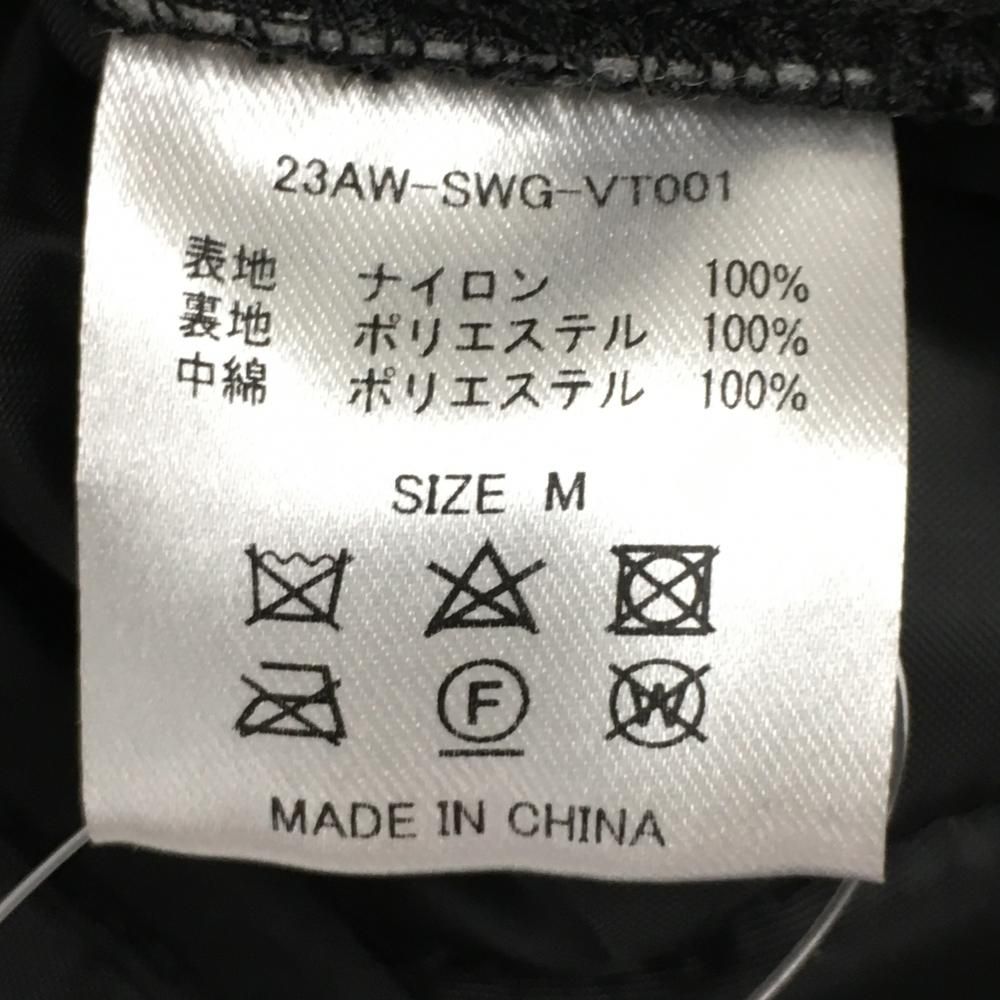 23AW-SWG-VT001
表地 ナイロン 100%
裏地 ポリエステル 100%
中綿 ポリエステル 100%
SIZE M
F W
MADE IN CHINA